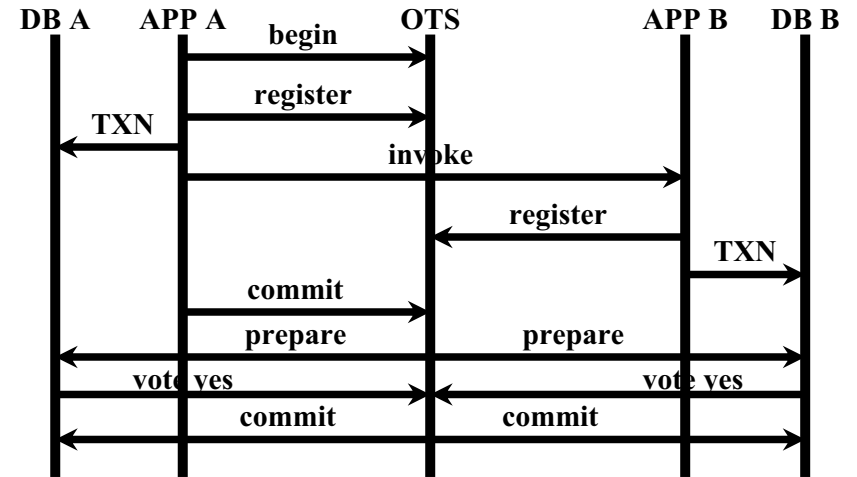 DB A APP A OTS APP B DB B
begin
register
TXN
invoke
register
TXN
commit
prepare prepare
vote yes vote yes
commit commit